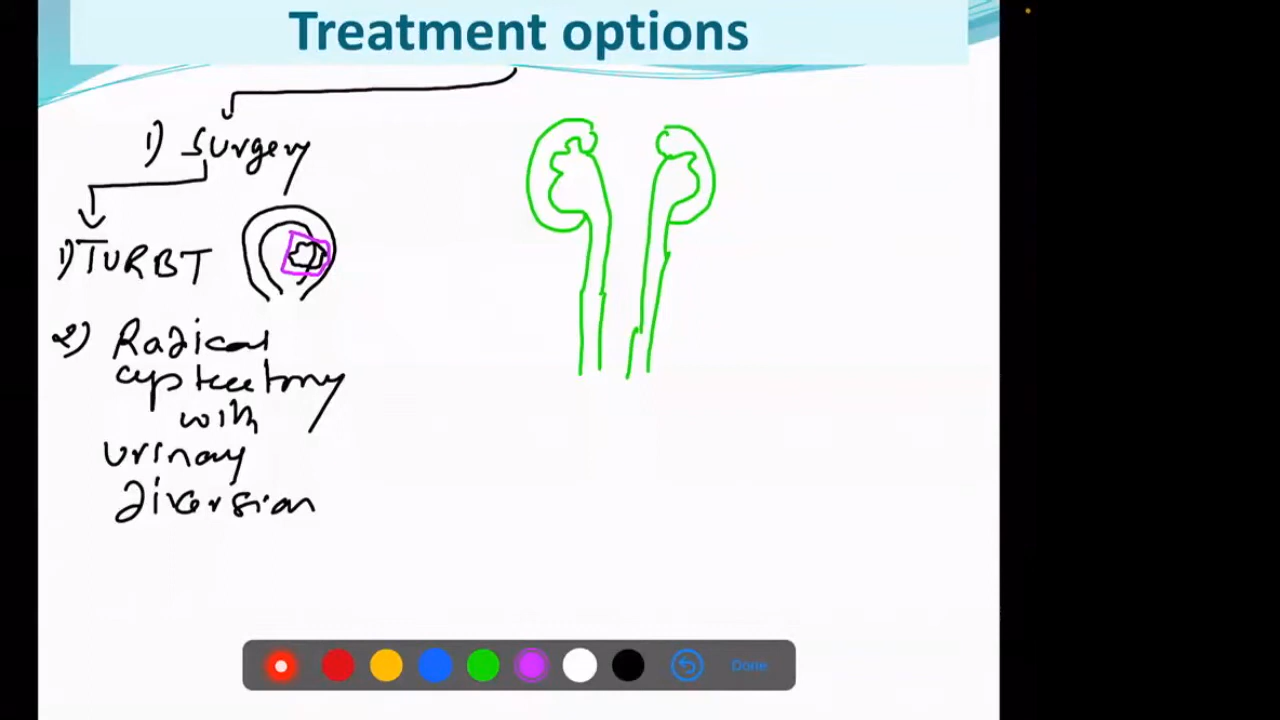 Treatment options
1) Surgery
1) TURBT
2) Radical
cystectomy
with
urinary
diversion
Done